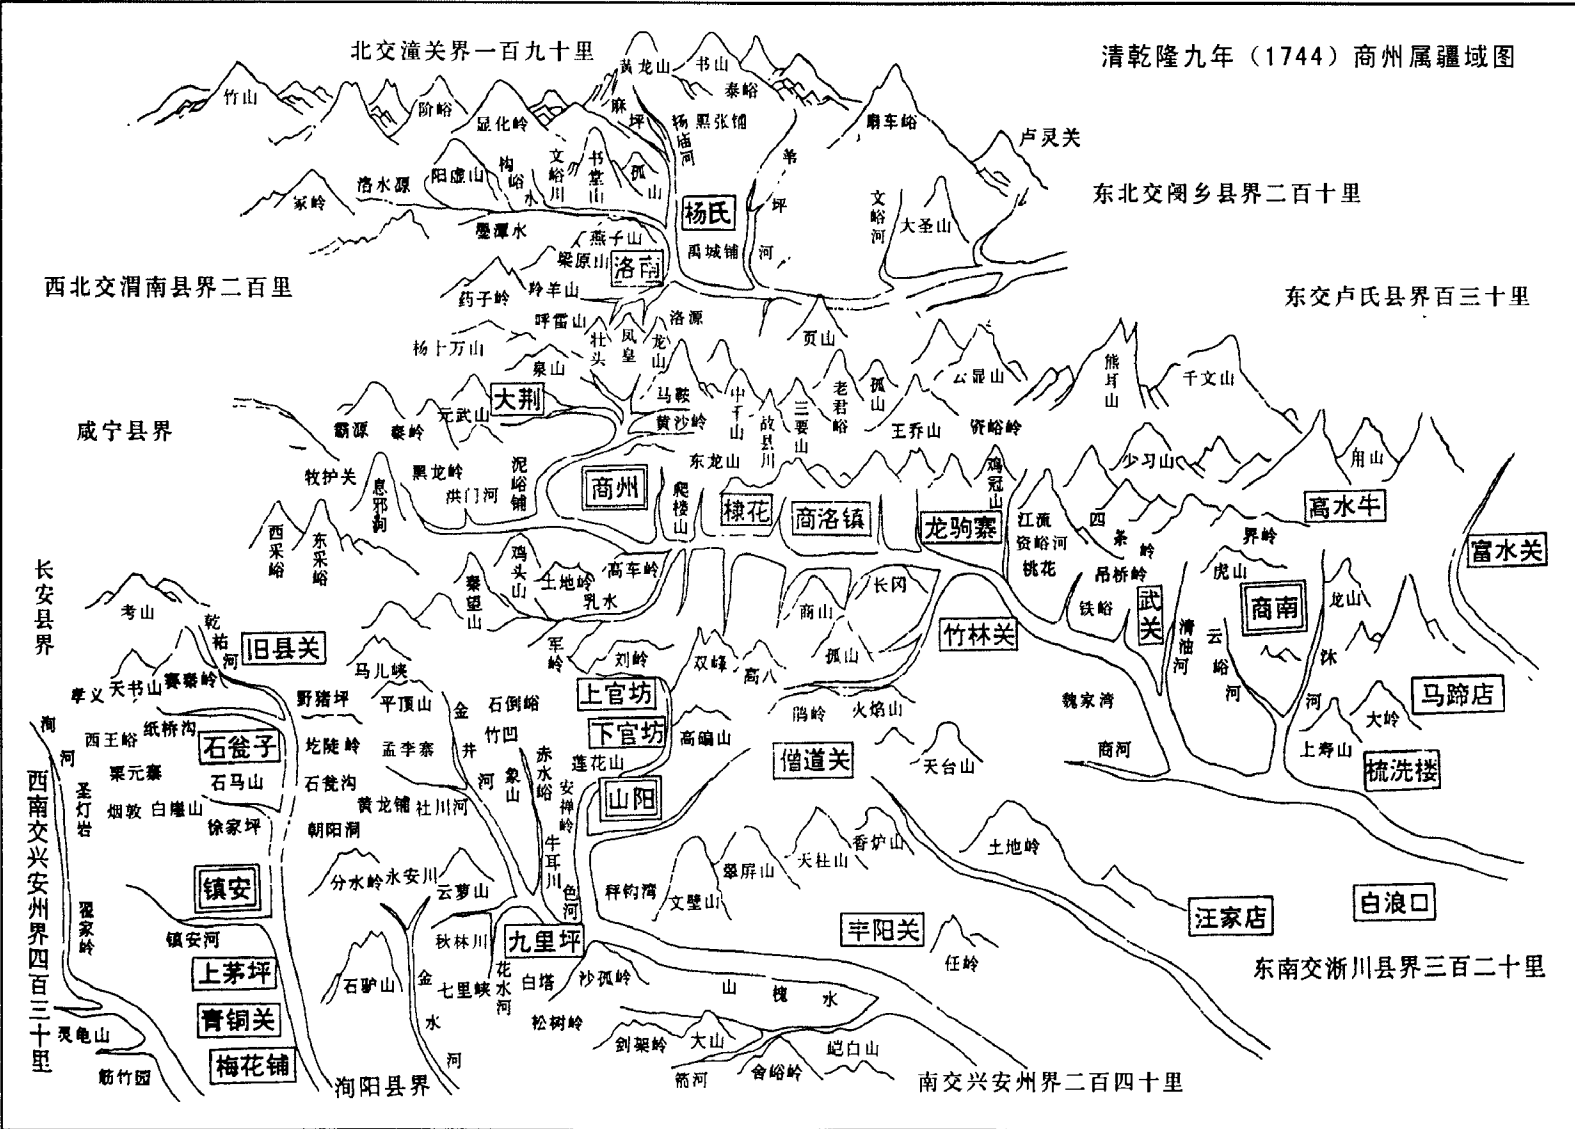 清乾隆九年（1744）商州属疆域图
北交潼关界一百九十里
黄龙山
书山
竹山
泰峪
阶峪
显化岭
麻坪
杨庙河
黑张铺
扇车峪
卢灵关
东北交阌乡县界二百十里
洛水源
阳虚山
构峪水
文峪川
书堂山
孤山
冢岭
杨氏
坪
河
文峪河
大圣山
墨潭水
燕子山
禹城铺
梁原山
洛南
西北交渭南县界二百里
药子岭
羚羊山
东交卢氏县界百三十里
呼雷山
壮头
凤皇
龙山
洛源
页山
杨十万山
泉山
马鞍
老君峪
孤山
云显山
熊耳山
千文山
大荆
元武山
黄沙岭
中千山
故县川
三要山
王乔山
资峪岭
咸宁县界
霸源
秦岭
牧护关
息邪涧
黑龙岭
洪门河
泥峪铺
东龙山
商州
爬楼山
棣花
商洛镇
鸡冠山
少习山
用山
龙驹寨
江流
资峪河
桃花
四条岭
界岭
高水牛
富水关
西采峪
东采峪
秦望山
鸡头山
土地岭
高车岭
乳水
吊桥岭
虎山
长安县界
考山
乾祐河
旧县关
商山
长冈
铁峪
武关
商南
龙山
竹林关
清油河
云峪河
沐河
军岭
刘岭
双峰
高八
孤山
马儿峡
孝义
天书山
赛秦岭
野猪坪
平顶山
金井河
石倒峪
上官坊
鹃岭
火焰山
魏家湾
马蹄店
洵河
西王峪
纸桥沟
石瓮子
圪陡岭
孟李寨
竹凹
象山
赤水峪
下官坊
高碥山
僧道关
天台山
商河
上寿山
大岭
梳洗楼
栗元寨
石马山
石瓮沟
莲花山
安禅岭
山阳
圣灯岩
烟敦
白崖山
徐家坪
黄龙铺
社川河
朝阳洞
牛耳川
色河
天柱山
香炉山
土地岭
分水岭
永安川
云萝山
秤钩湾
文壁山
翠屏山
镇安
翟家岭
西南交兴安州界四百三十里
镇安河
秋林川
九里坪
丰阳关
任岭
汪家店
白浪口
上茅坪
石驴山
金水河
七里峡
花水河
白塔
沙孤岭
山槐水
东南交淅川县界三百二十里
青铜关
松树岭
剑架岭
大山
灵龟山
筋竹园
梅花铺
洵阳县界
箭河
舍峪岭
岿白山
南交兴安州界二百四十里